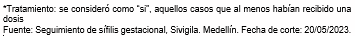 *Tratamiento: se consideró como “si”, aquellos casos que al menos habían recibido una
dosis
Fuente: Seguimiento de sífilis gestacional, Sivigila. Medellín. Fecha de corte: 20/05/2023.